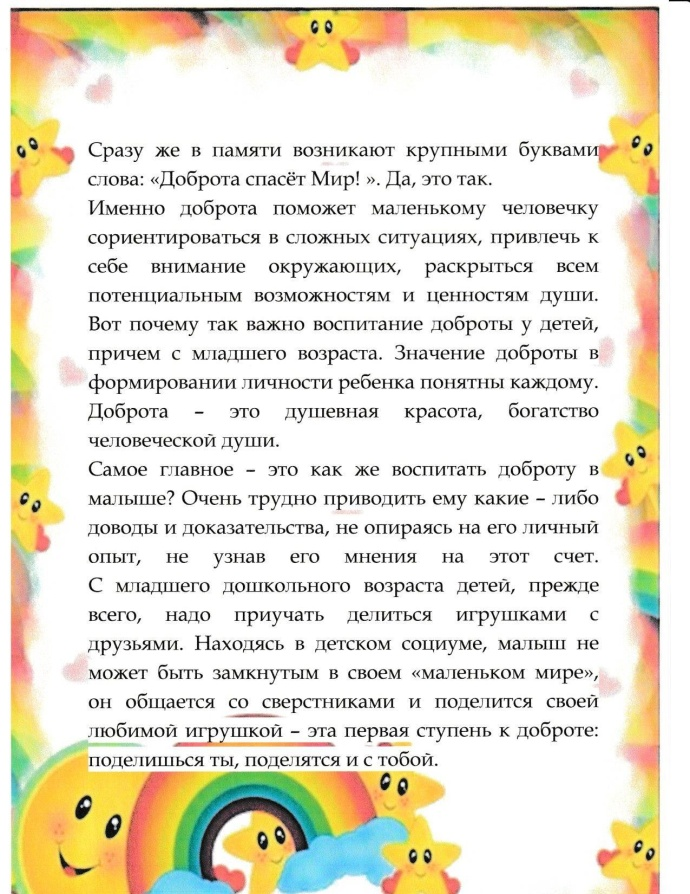 Сразу же в памяти возникают крупными буквами
слова: «Доброта спасёт Мир! ». Да, это так.
Именно доброта поможет маленькому человечку
сориентироваться в сложных ситуациях, привлечь к
себе внимание окружающих, раскрыться всем
потенциальным возможностям и ценностям души.
Вот почему так важно воспитание доброты у детей,
причем с младшего возраста. Значение доброты в
формировании личности ребенка понятны каждому.
Доброта – это душевная красота, богатство
человеческой души.
Самое главное – это как же воспитать доброту в
малыше? Очень трудно приводить ему какие – либо
доводы и доказательства, не опираясь на его личный
опыт, не узнав его мнения на этот счет.
С младшего дошкольного возраста детей, прежде
всего, надо приучать делиться игрушками с
друзьями. Находясь в детском социуме, малыш не
может быть замкнутым в своем «маленьком мире»,
он общается со сверстниками и поделится своей
любимой игрушкой – эта первая ступень к доброте:
поделишься ты, поделятся и с тобой.